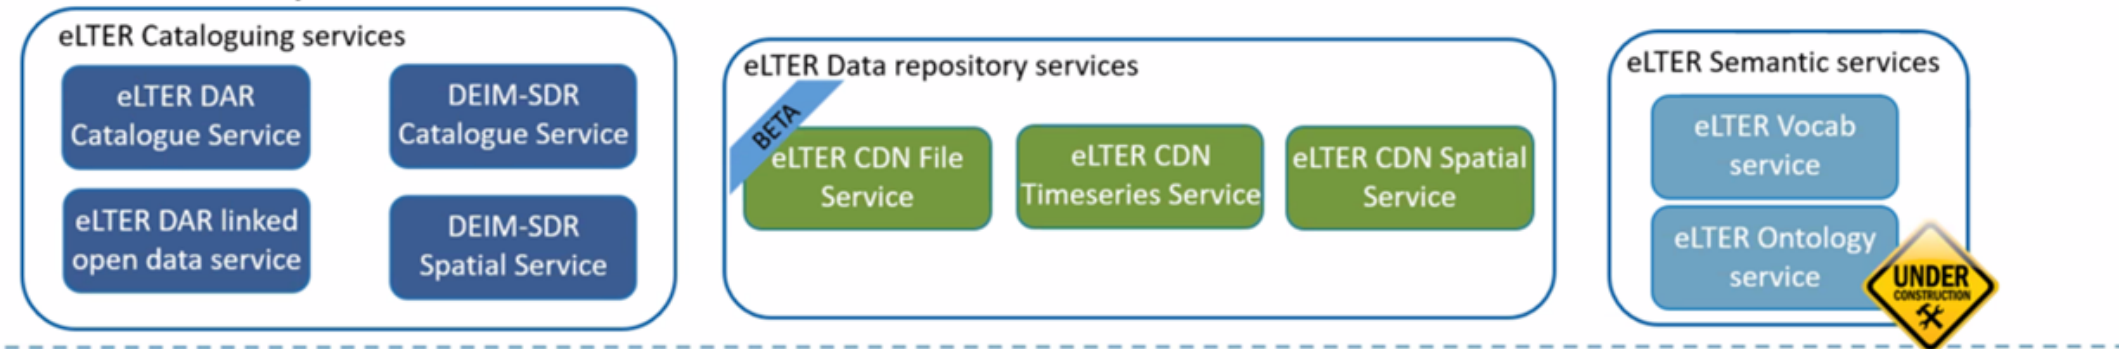 eLTER Cataloguing services
eLTER DAR
Catalogue Service
DEIM-SDR
Catalogue Service
eLTER DAR linked
open data service
DEIM-SDR
Spatial Service
eLTER Data repository services
BETA
eLTER CDN File
Service
eLTER CDN
Timeseries Service
eLTER CDN Spatial
Service
eLTER Semantic services
eLTER Vocab
service
eLTER Ontology
service
UNDER
CONSTRUCTION